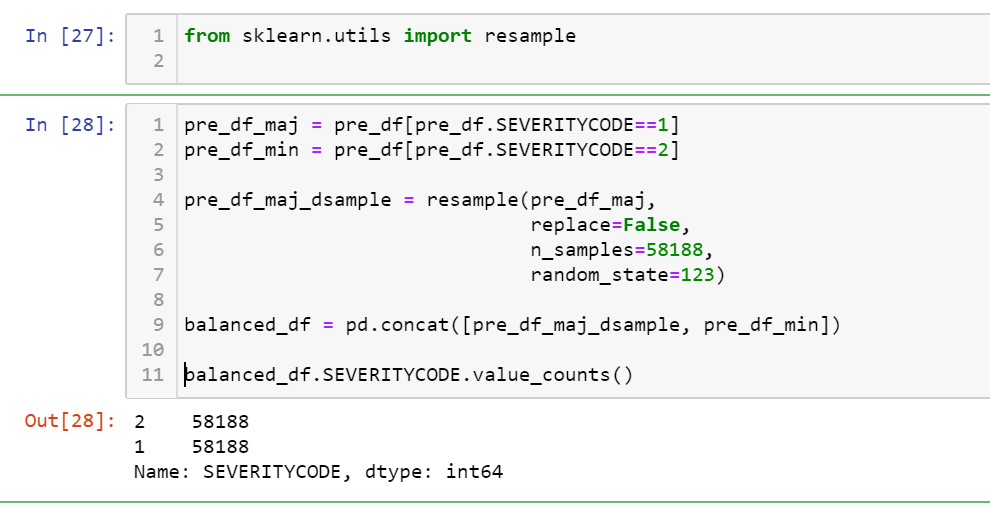 In [27]:
1 from sklearn.utils import resample
2
In [28]:
1 pre_df_maj = pre_df[pre_df.SEVERITYCODE==1]
2 pre_df_min = pre_df[pre_df.SEVERITYCODE==2]
3
4 pre_df_maj_dsample = resample(pre_df_maj,
5                               replace=False,
6                               n_samples=58188,
7                               random_state=123)
8
9 balanced_df = pd.concat([pre_df_maj_dsample, pre_df_min])
10
11 balanced_df.SEVERITYCODE.value_counts()
Out[28]:
2    58188
1    58188
Name: SEVERITYCODE, dtype: int64